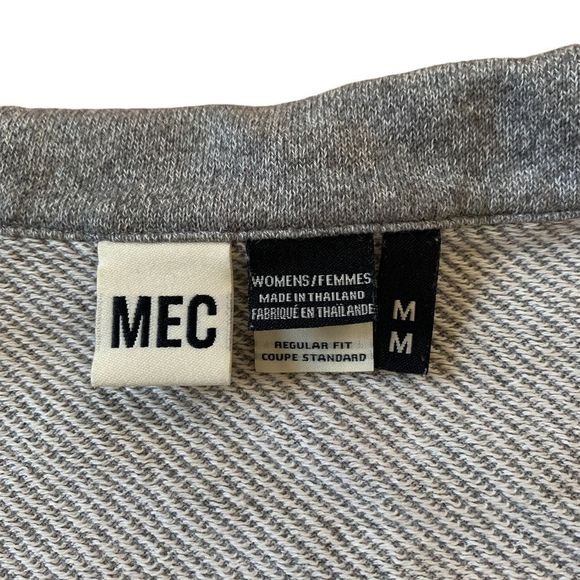 MEC
WOMENS/FEMMES
MADE IN THAILAND
FABRIQUÉ EN THAÏLANDE
REGULAR FIT
COUPE STANDARD
M
M